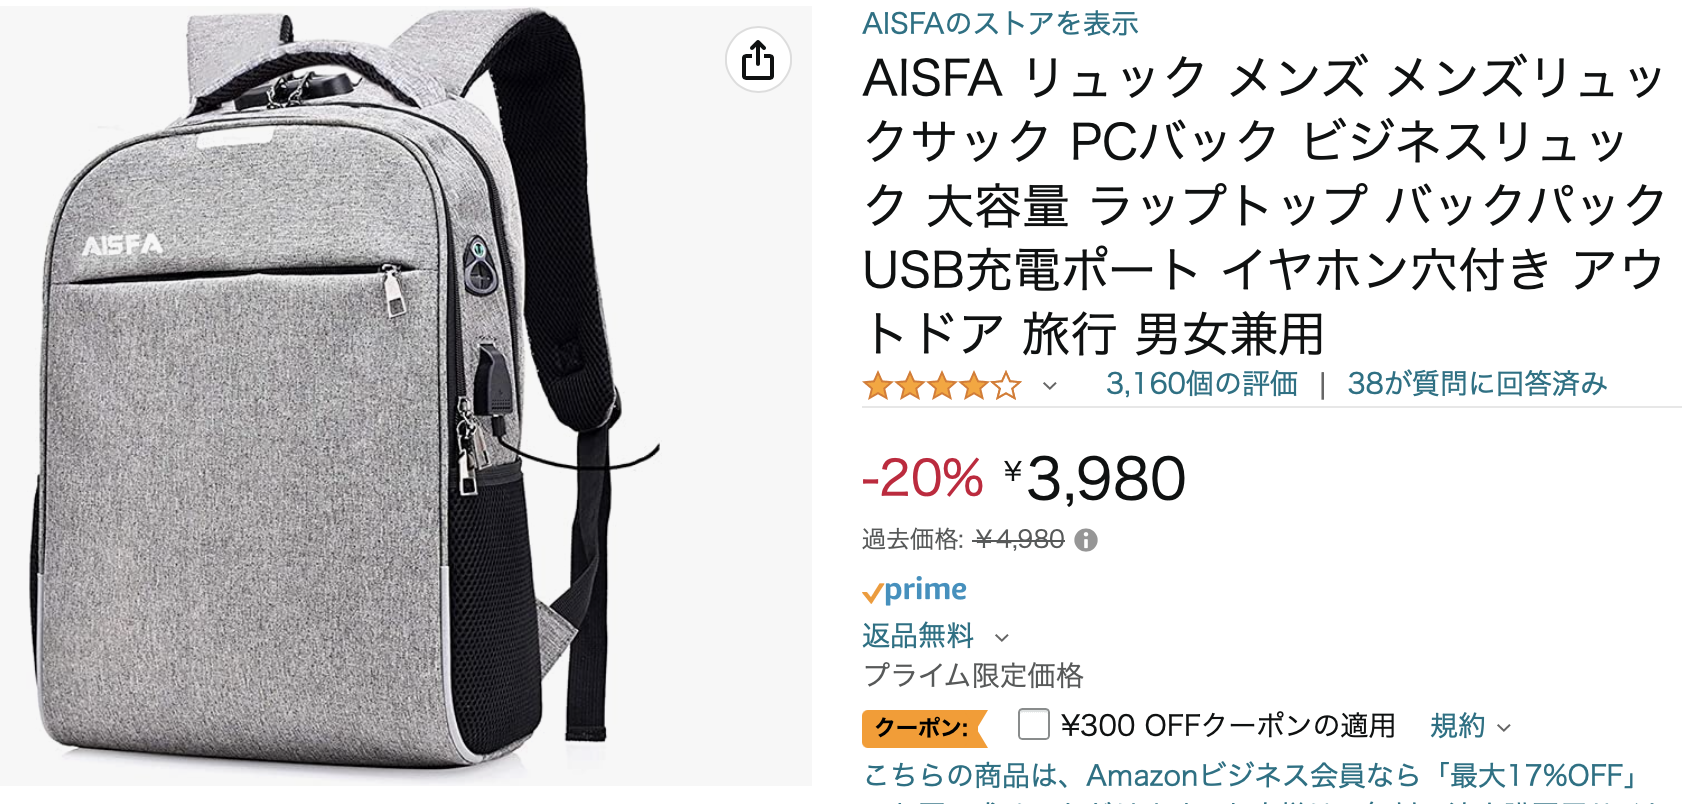 AISFA
AISFAのストアを表示
AISFA リュック メンズ メンズリュッ
クサック PCバック ビジネスリュッ
ク 大容量 ラップトップ バックパック
USB充電ポート イヤホン穴付き アウ
トドア 旅行 男女兼用
3,160個の評価 | 38が質問に回答済み
-20% ¥3,980
過去価格: ¥4,980
prime
返品無料
プライム限定価格
クーポン: ¥300 OFFクーポンの適用 規約
こちらの商品は、Amazonビジネス会員なら「最大17%OFF」